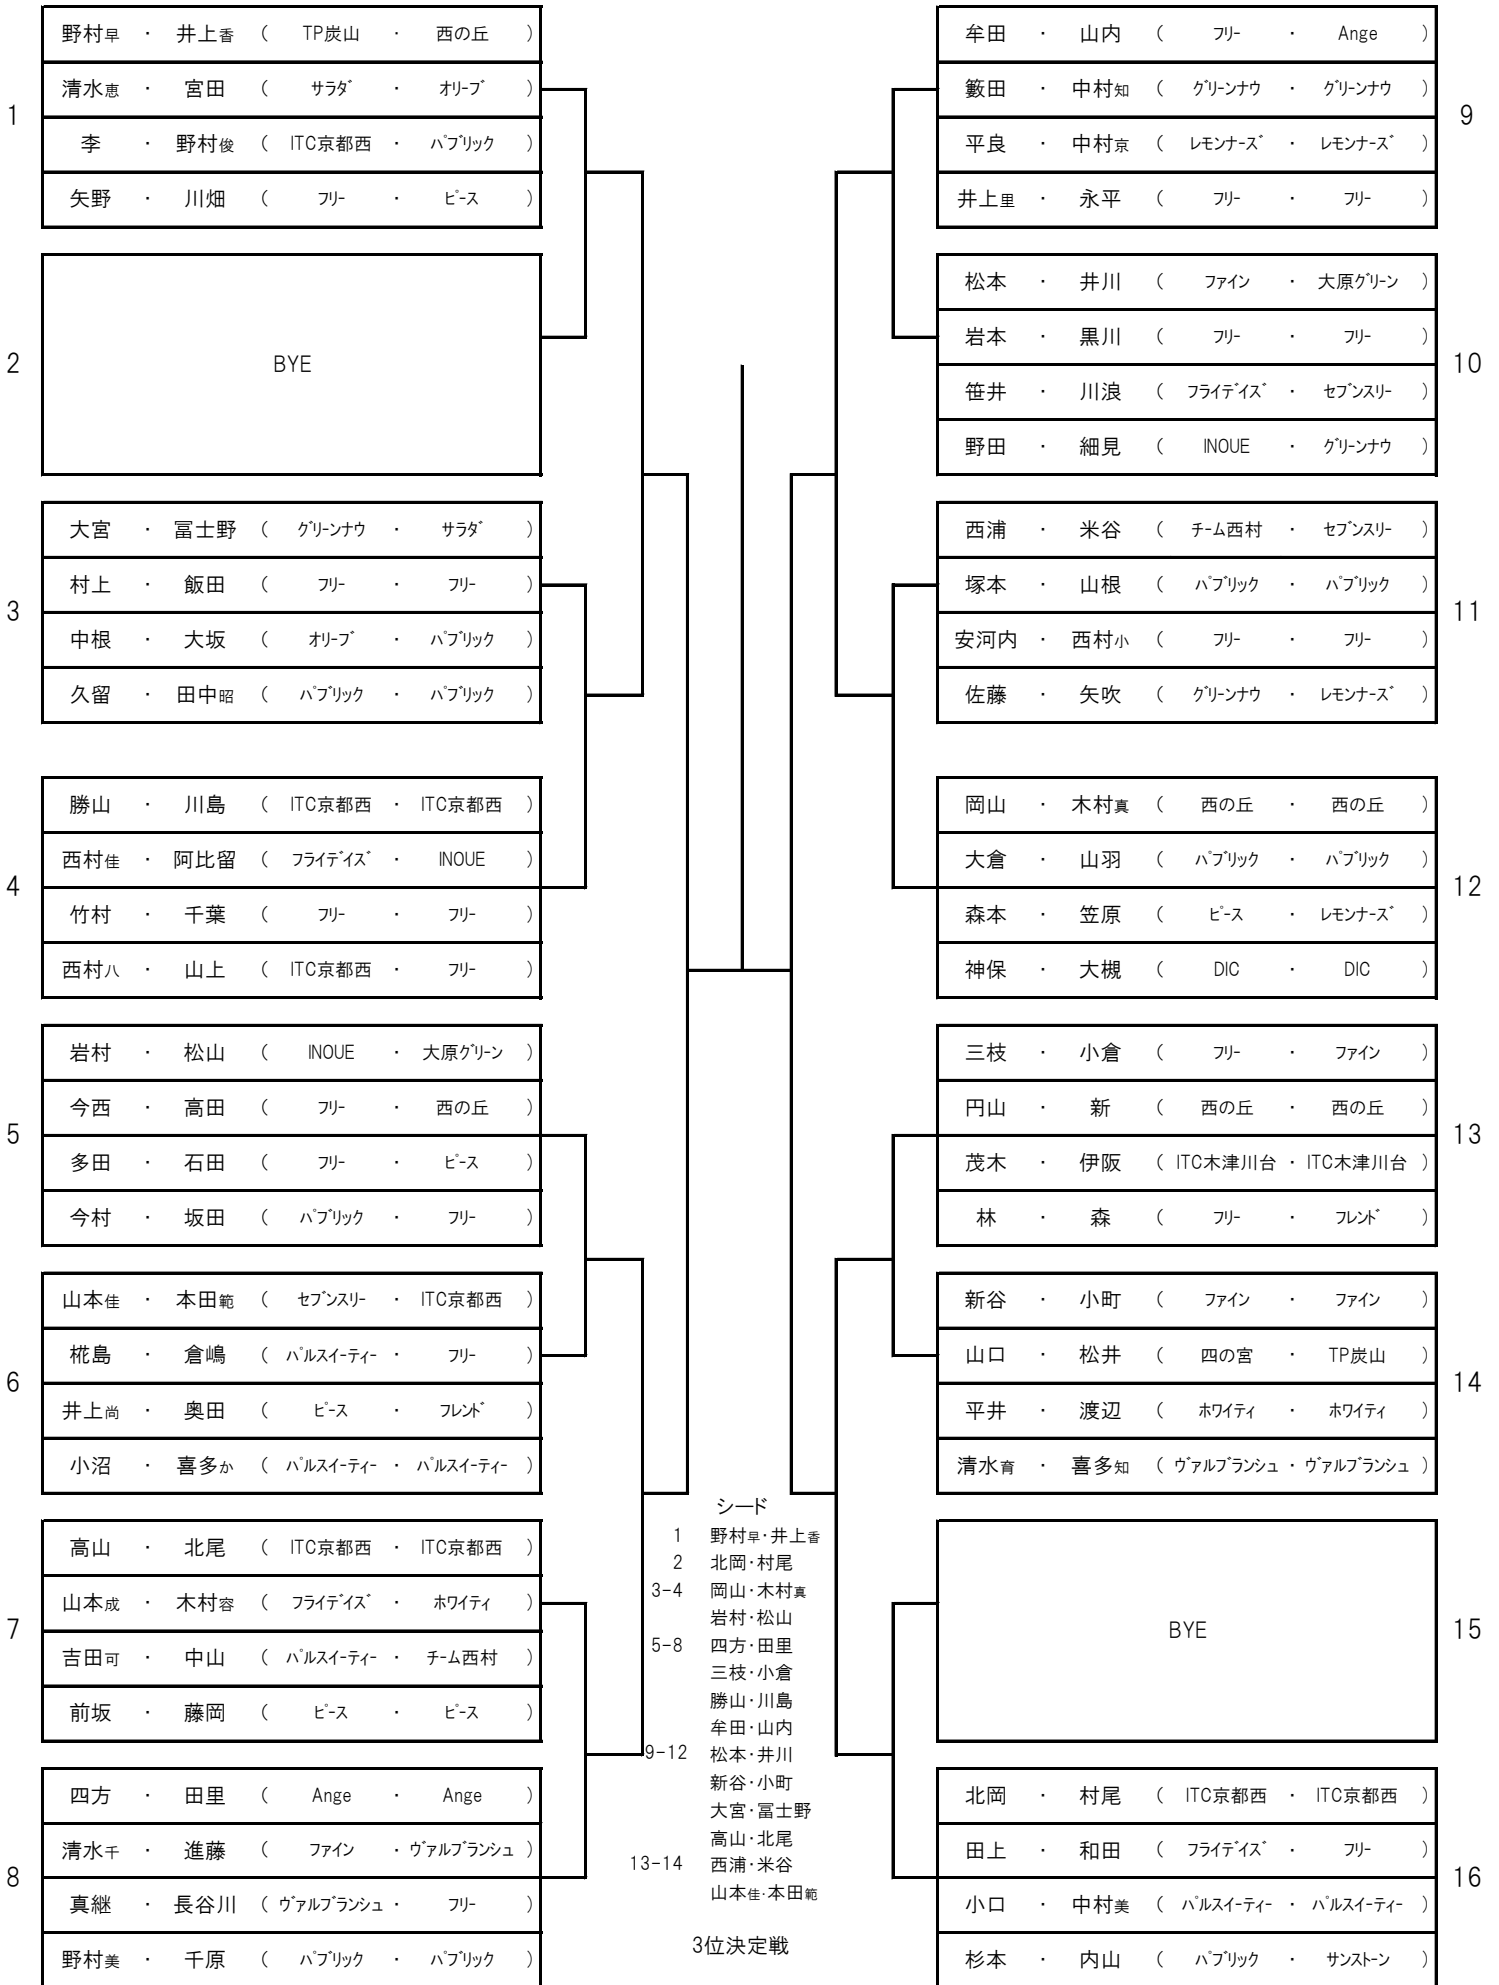 1
野村早 ・ 井上香 ( TP炭山 ・ 西の丘 )
清水恵 ・ 宮田 ( サラダ ・ オリーブ )
李 ・ 野村俊 ( ITC京都西 ・ パブリック )
矢野 ・ 川畑 ( フリー ・ ピース )
2
BYE
3
大宮 ・ 冨士野 ( グリーンナウ ・ サラダ )
村上 ・ 飯田 ( フリー ・ フリー )
中根 ・ 大坂 ( オリーブ ・ パブリック )
久留 ・ 田中昭 ( パブリック ・ パブリック )
4
勝山 ・ 川島 ( ITC京都西 ・ ITC京都西 )
西村佳 ・ 阿比留 ( フライデイズ ・ INOUE )
竹村 ・ 千葉 ( フリー ・ フリー )
西村八 ・ 山上 ( ITC京都西 ・ フリー )
5
岩村 ・ 松山 ( INOUE ・ 大原グリーン )
今西 ・ 高田 ( フリー ・ 西の丘 )
多田 ・ 石田 ( フリー ・ ピース )
今村 ・ 坂田 ( パブリック ・ フリー )
6
山本佳 ・ 本田範 ( セブンスリー ・ ITC京都西 )
椛島 ・ 倉嶋 ( パルスイーティー ・ フリー )
井上尚 ・ 奥田 ( ピース ・ フレンド )
小沼 ・ 喜多か ( パルスイーティー ・ パルスイーティー )
7
高山 ・ 北尾 ( ITC京都西 ・ ITC京都西 )
山本成 ・ 木村容 ( フライデイズ ・ ホワイティ )
吉田可 ・ 中山 ( パルスイーティー ・ チーム西村 )
前坂 ・ 藤岡 ( ピース ・ ピース )
8
四方 ・ 田里 ( Ange ・ Ange )
清水千 ・ 進藤 ( ファイン ・ ヴァルブランシュ )
真継 ・ 長谷川 ( ヴァルブランシュ ・ フリー )
野村美 ・ 千原 ( パブリック ・ パブリック )
シード
1 野村早・井上香
2 北岡・村尾
3-4 岡山・木村真
岩村・松山
5-8 四方・田里
三枝・小倉
勝山・川島
牟田・山内
9-12 松本・井川
新谷・小町
大宮・冨士野
高山・北尾
13-14 西浦・米谷
山本佳・本田範
3位決定戦
9
牟田 ・ 山内 ( フリー ・ Ange )
籔田 ・ 中村知 ( グリーンナウ ・ グリーンナウ )
平良 ・ 中村京 ( レモンナーズ ・ レモンナーズ )
井上里 ・ 永平 ( フリー ・ フリー )
10
松本 ・ 井川 ( ファイン ・ 大原グリーン )
岩本 ・ 黒川 ( フリー ・ フリー )
笹井 ・ 川浪 ( フライデイズ ・ セブンスリー )
野田 ・ 細見 ( INOUE ・ グリーンナウ )
11
西浦 ・ 米谷 ( チーム西村 ・ セブンスリー )
塚本 ・ 山根 ( パブリック ・ パブリック )
安河内 ・ 西村小 ( フリー ・ フリー )
佐藤 ・ 矢吹 ( グリーンナウ ・ レモンナーズ )
12
岡山 ・ 木村真 ( 西の丘 ・ 西の丘 )
大倉 ・ 山羽 ( パブリック ・ パブリック )
森本 ・ 笠原 ( ピース ・ レモンナーズ )
神保 ・ 大槻 ( DIC ・ DIC )
13
三枝 ・ 小倉 ( フリー ・ ファイン )
円山 ・ 新 ( 西の丘 ・ 西の丘 )
茂木 ・ 伊阪 ( ITC木津川台 ・ ITC木津川台 )
林 ・ 森 ( フリー ・ フレンド )
14
新谷 ・ 小町 ( ファイン ・ ファイン )
山口 ・ 松井 ( 四の宮 ・ TP炭山 )
平井 ・ 渡辺 ( ホワイティ ・ ホワイティ )
清水育 ・ 喜多知 ( ヴァルブランシュ ・ ヴァルブランシュ )
15
BYE
16
北岡 ・ 村尾 ( ITC京都西 ・ ITC京都西 )
田上 ・ 和田 ( フライデイズ ・ フリー )
小口 ・ 中村美 ( パルスイーティー ・ パルスイーティー )
杉本 ・ 内山 ( パブリック ・ サンストーン )